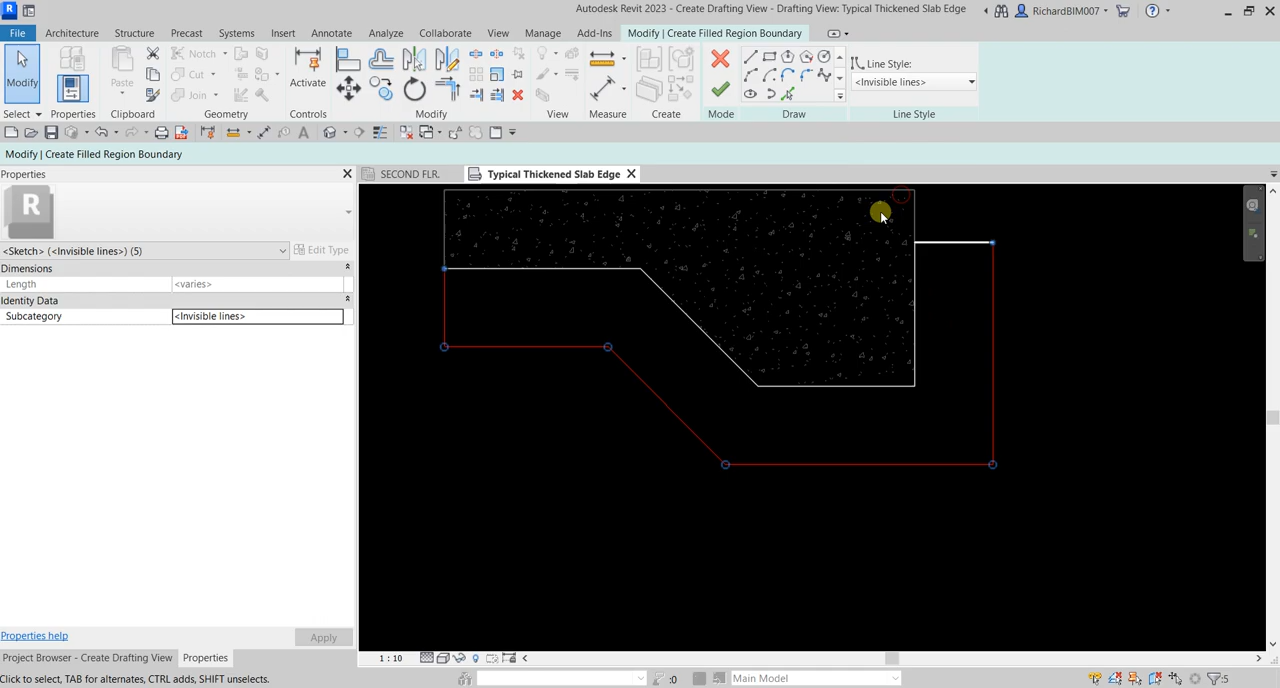 Autodesk Revit 2023 - Create Drafting View - Drafting View: Typical Thickened Slab Edge
RichardBIM007
File Architecture Structure Precast Systems Insert Annotate Analyze Collaborate View Manage Add-Ins Modify | Create Filled Region Boundary
Modify
Paste
Notch
Cut
Join
Activate
Line Style:
<Invisible lines>
Select Properties Clipboard Geometry Controls Modify View Measure Create Mode Draw Line Style
Modify | Create Filled Region Boundary
Properties
SECOND FLR.
Typical Thickened Slab Edge
R
<Sketch> (<Invisible lines>) (5)
Edit Type
Dimensions
Length <varies>
Identity Data
Subcategory <Invisible lines>
Properties help
Apply
Project Browser - Create Drafting View Properties
1 : 10
Click to select, TAB for alternates, CTRL adds, SHIFT unselects.
:0
Main Model
:5